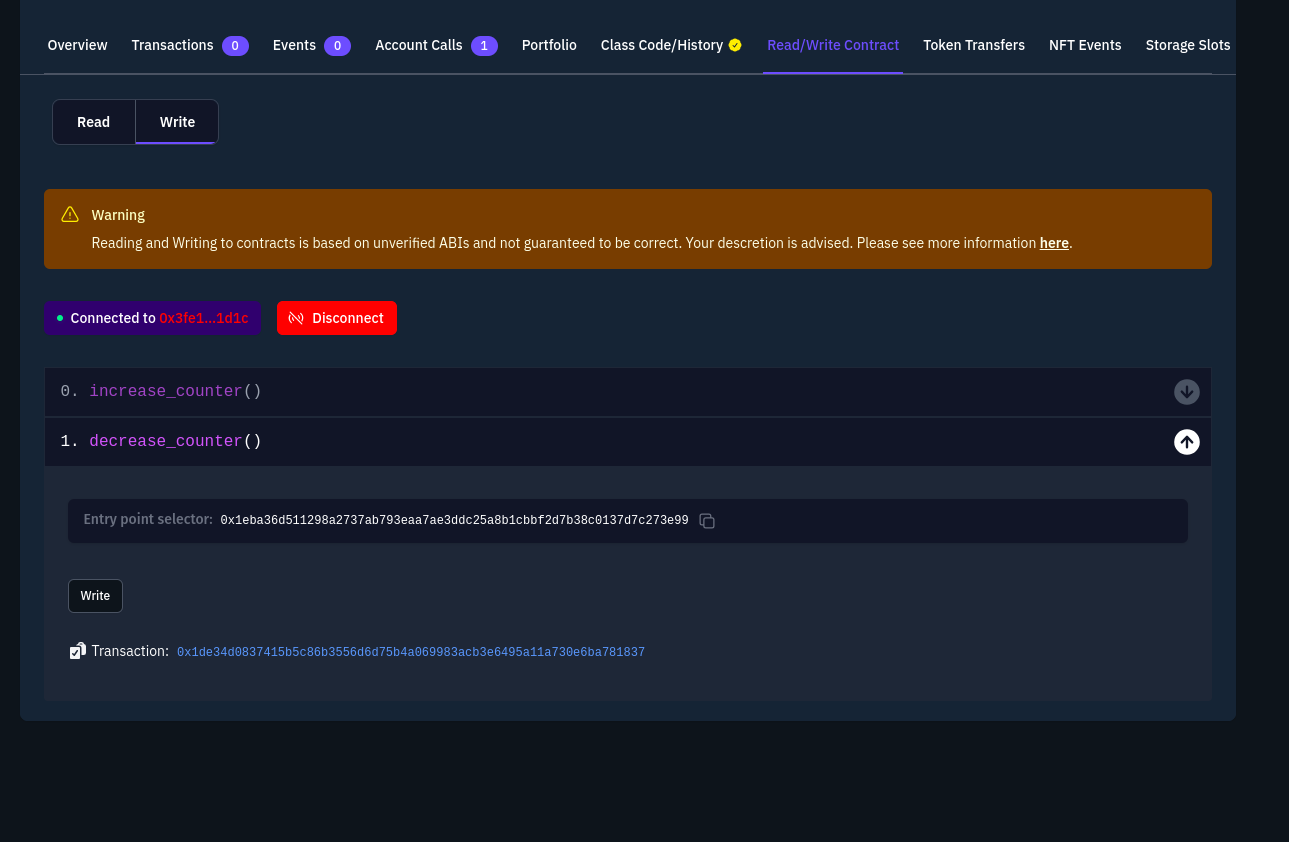 Overview Transactions 0 Events 0 Account Calls 1 Portfolio Class Code/History Read/Write Contract Token Transfers NFT Events Storage Slots
Read Write
Warning
Reading and Writing to contracts is based on unverified ABIs and not guaranteed to be correct. Your descretion is advised. Please see more information here.
Connected to 0x3fe1...1d1c Disconnect
0. increase_counter()
1. decrease_counter()
Entry point selector: 0x1eba36d511298a2737ab793eaa7ae3ddc25a8b1cbbf2d7b38c0137d7c273e99
Write
Transaction: 0x1de34d0837415b5c86b3556d6d75b4a069983acb3e6495a11a730e6ba781837